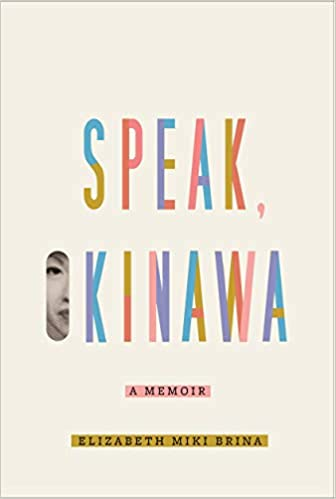 SPEAK,
OKINAWA
A MEMOIR
ELIZABETH MIKI BRINA